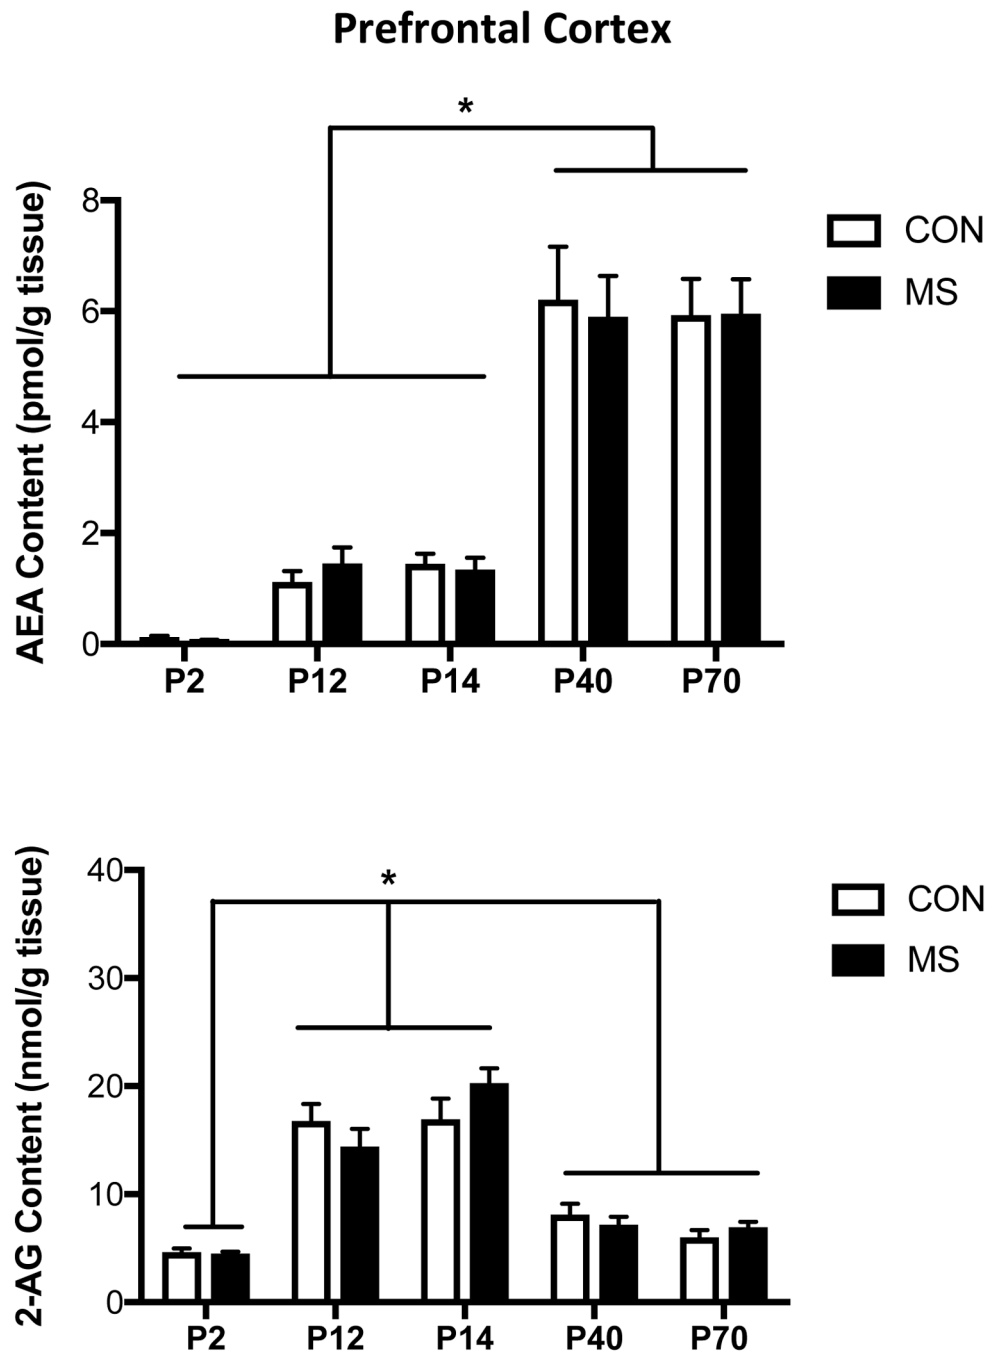 Prefrontal Cortex
*
AEA Content (pmol/g tissue)
8
6
4
2
0
P2 P12 P14 P40 P70
CON
MS
*
2-AG Content (nmol/g tissue)
40
30
20
10
0
P2 P12 P14 P40 P70
CON
MS